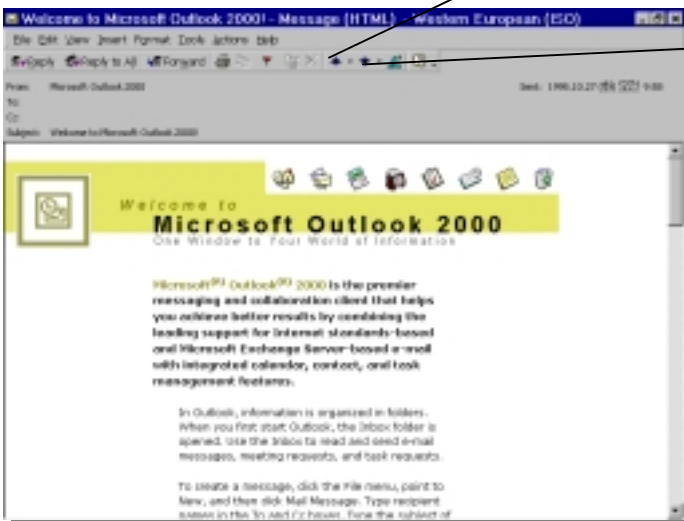 Welcome to Microsoft Outlook 2000! - Message (HTML) - Western European (ISO)
File Edit View Insert Format Tools Actions Help
Reply Reply to All Forward
From: Microsoft Outlook 2000 Sent: 1998.10.27 9:08
To:
Cc:
Subject: Welcome to Microsoft Outlook 2000!
Welcome to
Microsoft Outlook 2000
One Window to Your World of Information
Microsoft(R) Outlook(R) 2000 is the premier
messaging and collaboration client that helps
you achieve better results by combining the
leading support for Internet standards-based
and Microsoft Exchange Server-based e-mail
with integrated calendar, contact, and task
management features.
In Outlook, information is organized in folders.
When you first start Outlook, the Inbox folder is
opened. Use the Inbox to read and send e-mail
messages, meeting requests, and task requests.
To create a message, click the File menu, point to
New, and then click Mail Message. Type recipient
names in the To and Cc boxes. Type the subject of